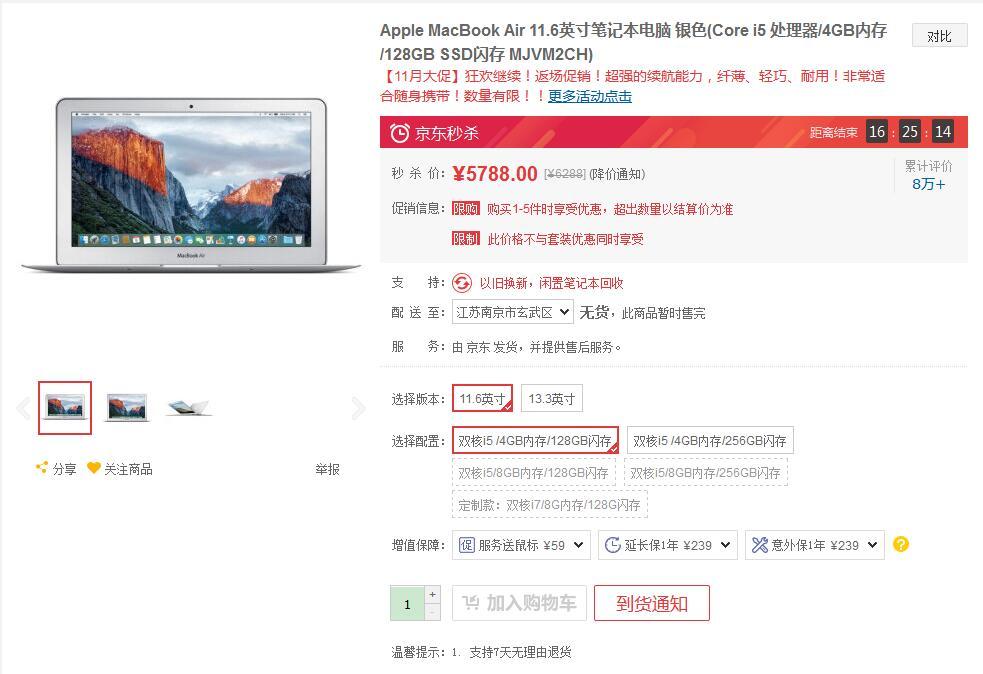 Apple MacBook Air 11.6英寸笔记本电脑 银色(Core i5 处理器/4GB内存
/128GB SSD闪存 MJVM2CH)
对比
【11月大促】狂欢继续！返场促销！超强的续航能力，纤薄、轻巧、耐用！非常适
合随身携带！数量有限！！更多活动点击
京东秒杀
距离结束 16 : 25 : 14
秒 杀 价： ¥5788.00 [¥6288] (降价通知)
累计评价
8万+
促销信息： 限购 购买1-5件时享受优惠，超出数量以结算价为准
限制 此价格不与套装优惠同时享受
支 持： 以旧换新，闲置笔记本回收
配 送 至： 江苏南京市玄武区 无货，此商品暂时售完
服 务： 由 京东 发货，并提供售后服务。
MacBook Air
分享 关注商品 举报
选择版本： 11.6英寸 13.3英寸
选择配置： 双核i5 /4GB内存/128GB闪存 双核i5 /4GB内存/256GB闪存
双核i5/8GB内存/128GB闪存 双核i5/8GB内存/256GB闪存
定制款：双核i7/8G内存/128G闪存
增值保障： 促 服务送鼠标 ¥59 延长保1年 ¥239 意外保1年 ¥239 ?
1 + - 加入购物车 到货通知
温馨提示：1. 支持7天无理由退货